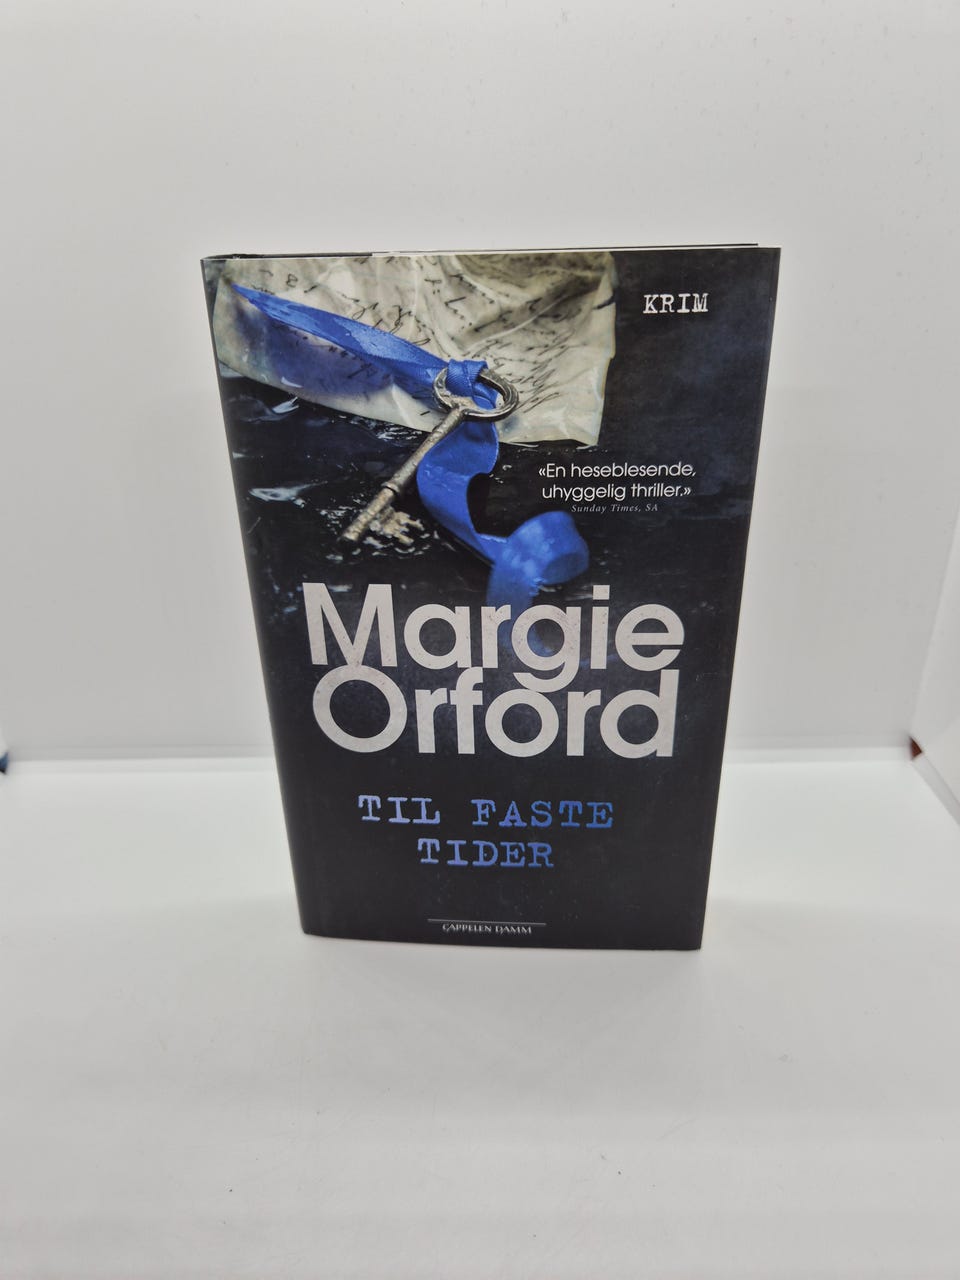 KRIM
«En heseblesende,
uhyggelig thriller.»
Sunday Times, SA
Margie
Orford
TIL FASTE
TIDER
CAPPELEN DAMM